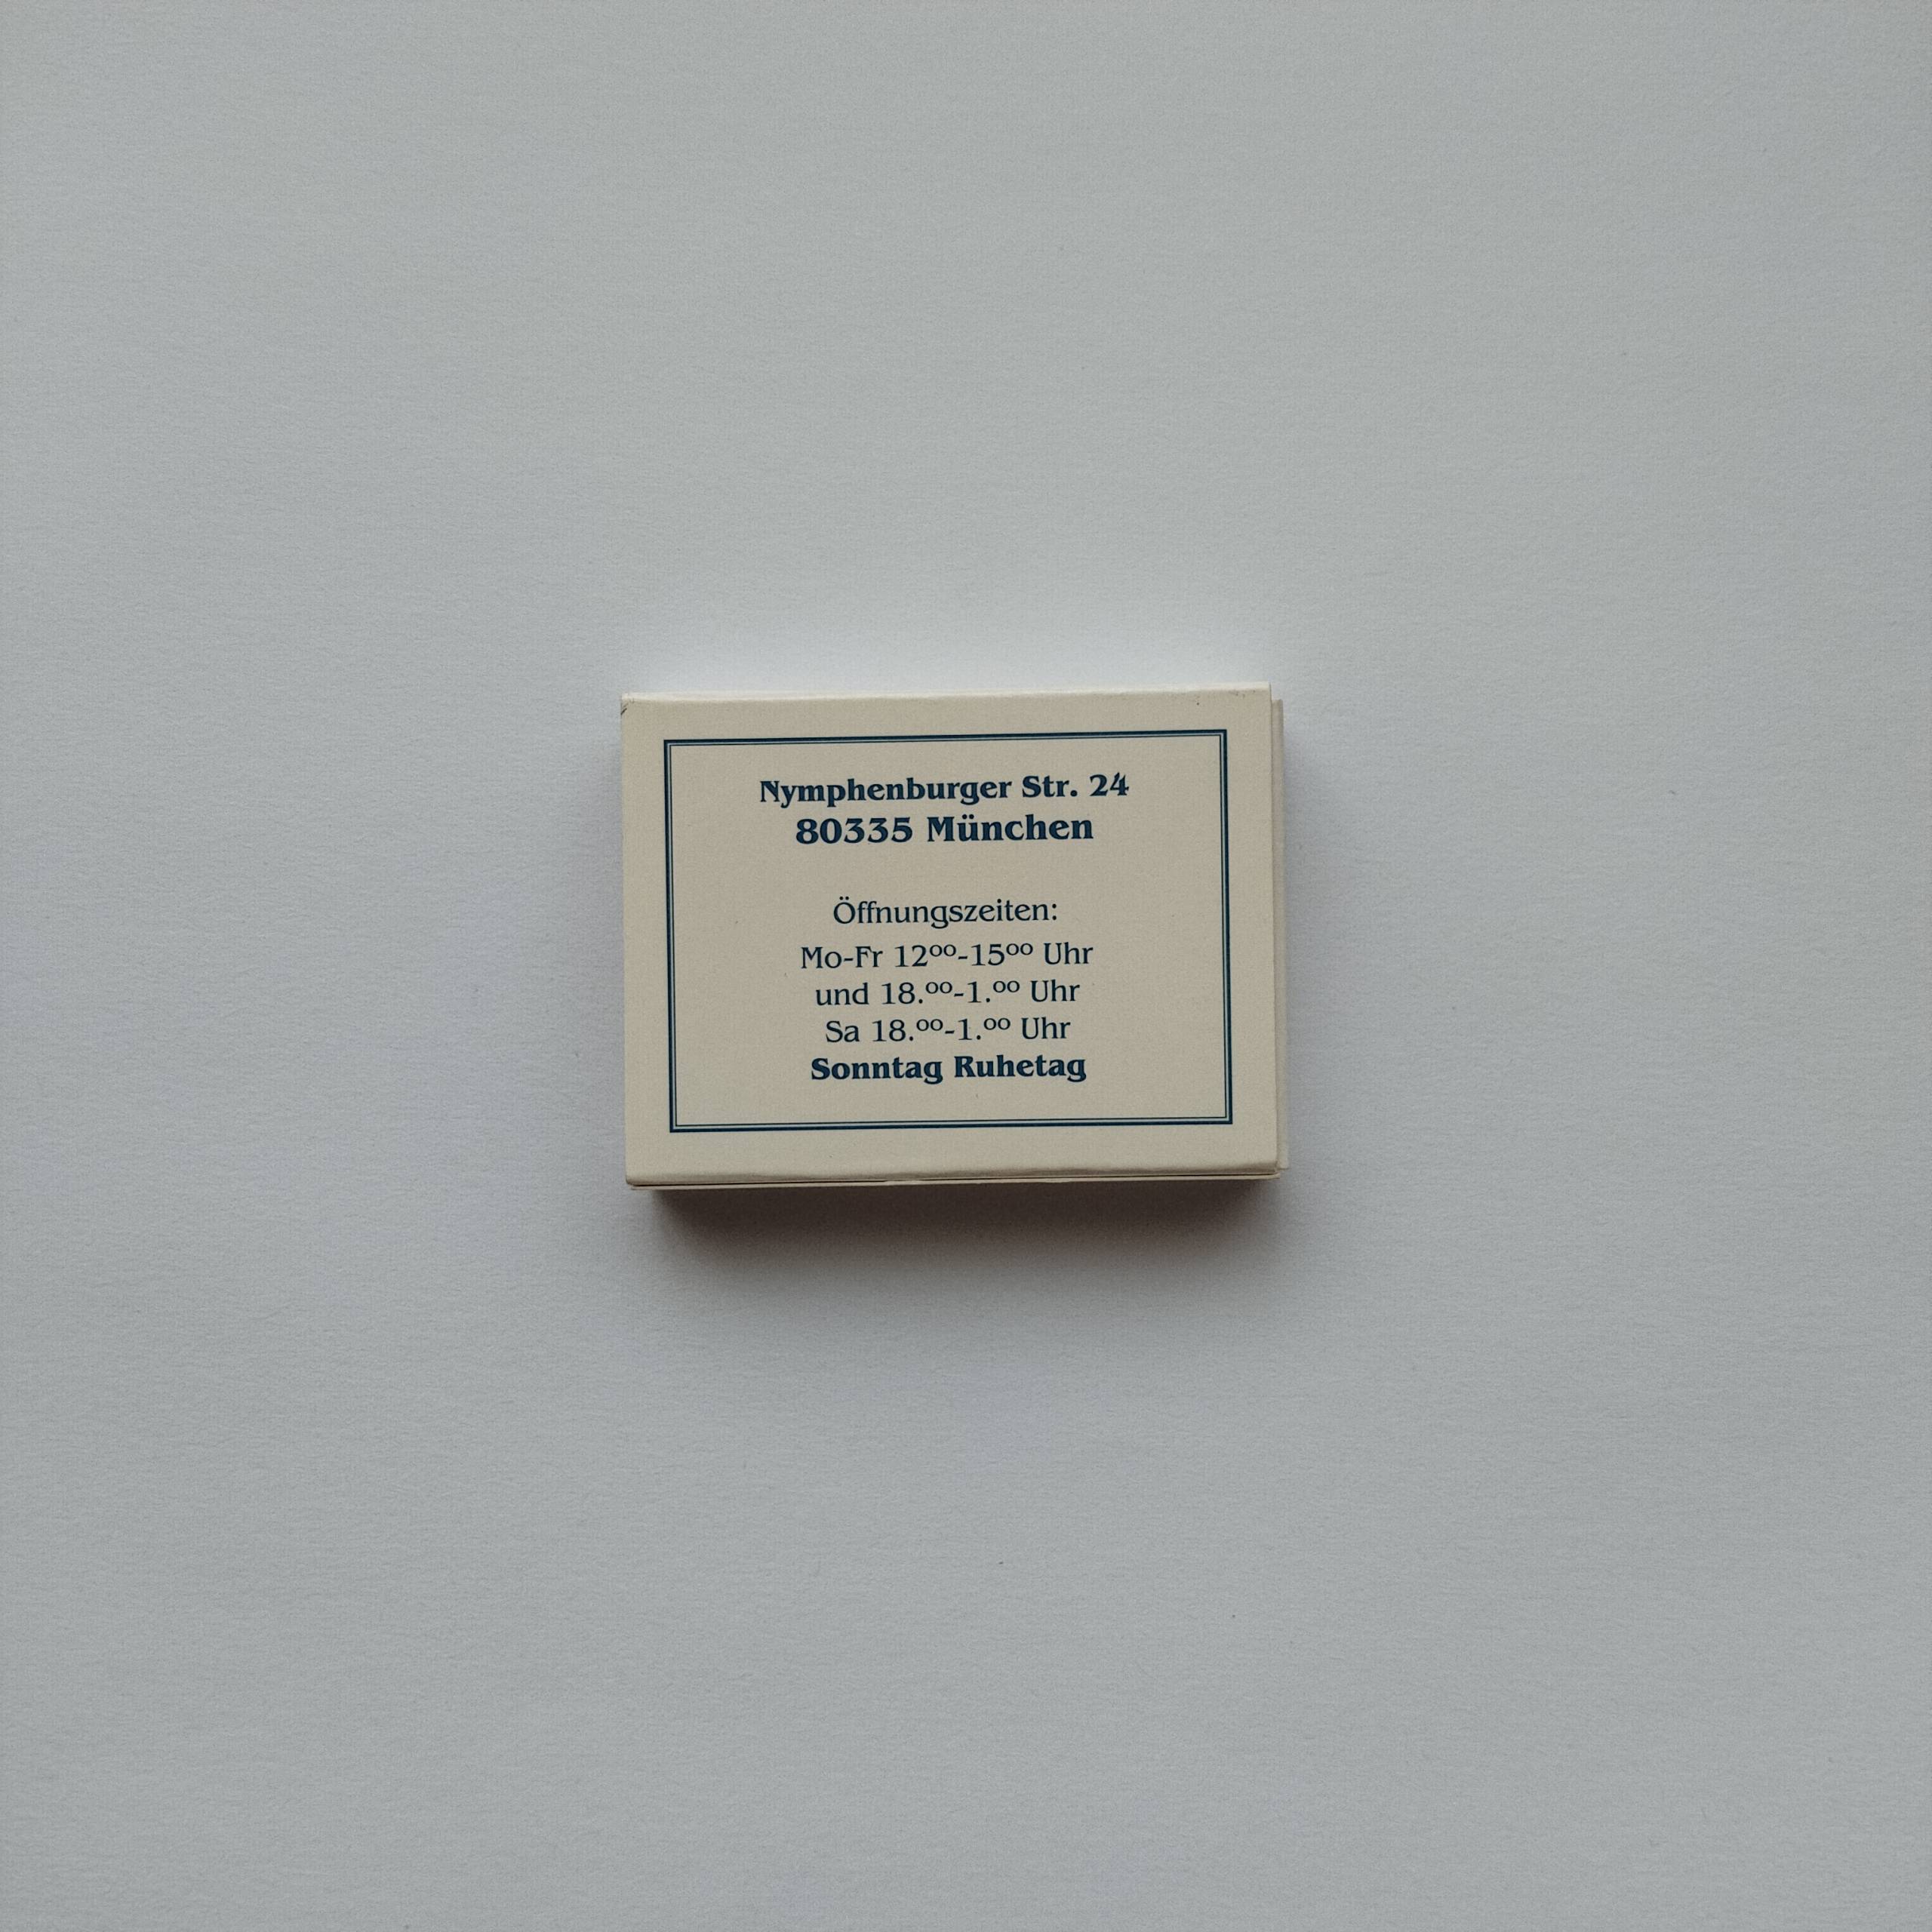 Nymphenburger Str. 24
80335 München
Öffnungszeiten:
Mo-Fr 12⁰⁰-15⁰⁰ Uhr
und 18.⁰⁰-1.⁰⁰ Uhr
Sa 18.⁰⁰-1.⁰⁰ Uhr
Sonntag Ruhetag